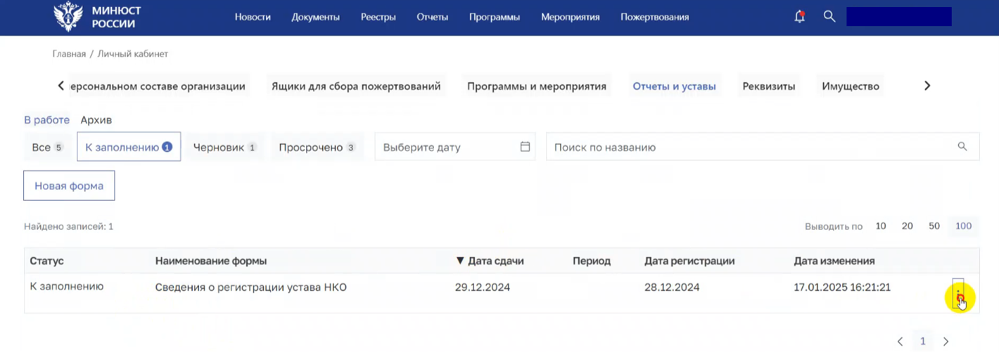 МИНЮСТ
РОССИИ
Новости Документы Реестры Отчеты Программы Мероприятия Пожертвования
Главная / Личный кабинет
ерсональном составе организации Ящики для сбора пожертвований Программы и мероприятия Отчеты и уставы Реквизиты Имущество
В работе Архив
Все 5 К заполнению 1 Черновик 1 Просрочено 3 Выберите дату Поиск по названию
Новая форма
Найдено записей: 1 Выводить по 10 20 50 100
Статус Наименование формы ▼ Дата сдачи Период Дата регистрации Дата изменения
К заполнению Сведения о регистрации устава НКО 29.12.2024 28.12.2024 17.01.2025 16:21:21
1